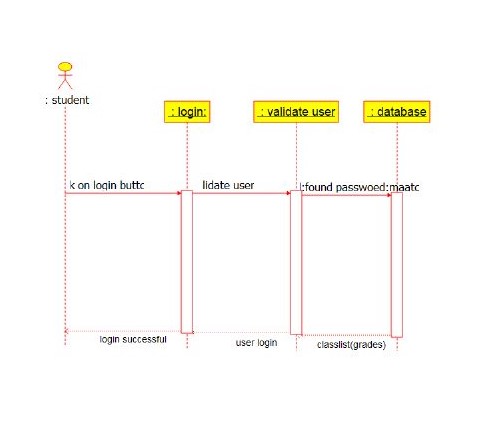 : student
: login:
: validate user
: database
k on login buttc
lidate user
:found passwoed:maatc
login successful
user login
classlist(grades)